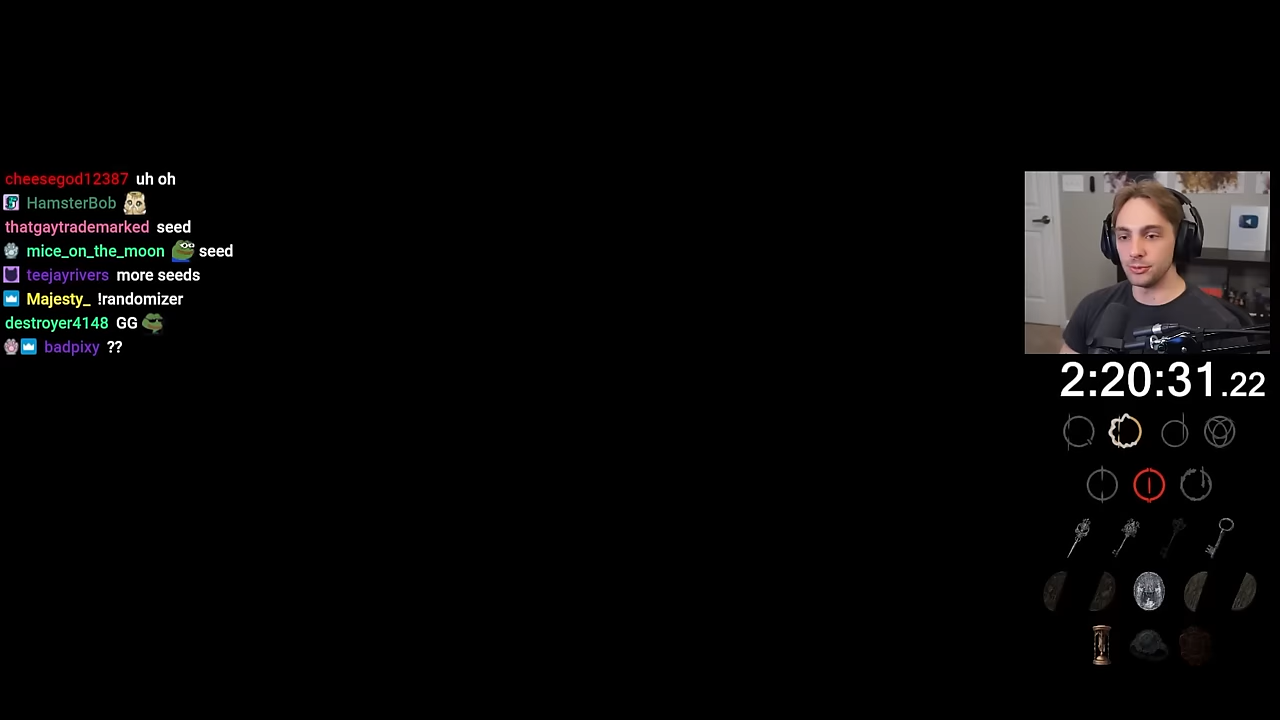 cheesegod12387 uh oh
HamsterBob
thatgaytrademarked seed
mice_on_the_moon seed
teejayrivers more seeds
Majesty_ !randomizer
destroyer4148 GG
badpixy ??
2:20:31.22